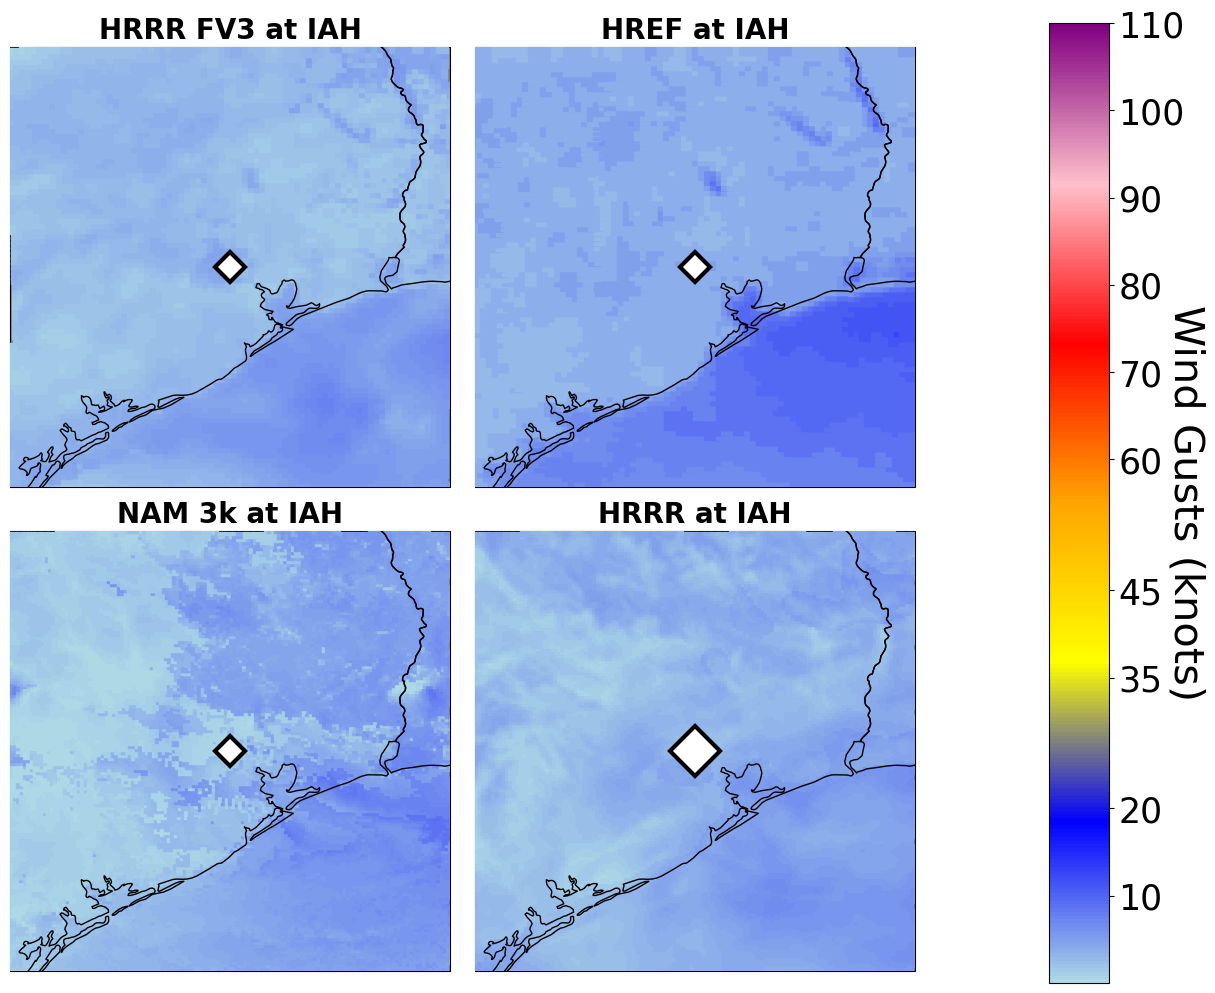 HRRR FV3 at IAH
HREF at IAH
NAM 3k at IAH
HRRR at IAH
110
100
90
80
70
60
45
35
20
10
Wind Gusts (knots)